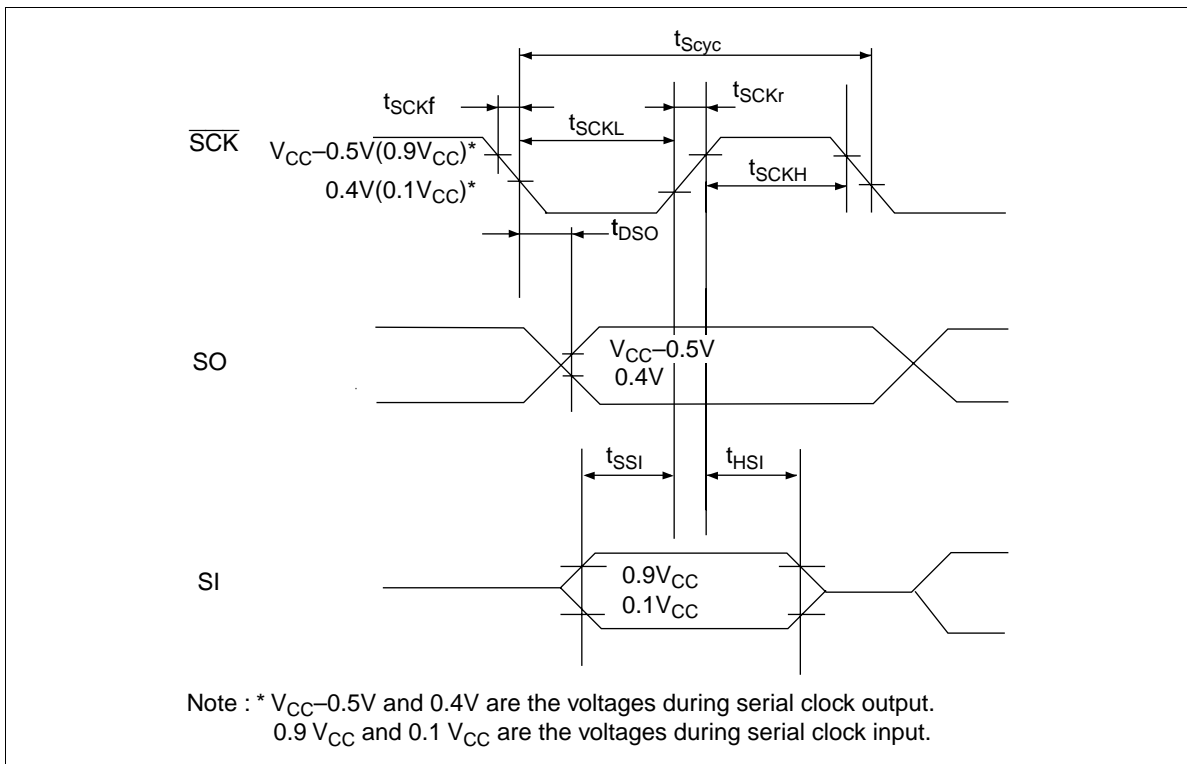 tScyc
tSCKf
tSCKr
SCK
tSCKL
VCC–0.5V(0.9VCC)*
tSCKH
0.4V(0.1VCC)*
tDSO
SO
VCC–0.5V
0.4V
tSSI
tHSI
SI
0.9VCC
0.1VCC
Note : * VCC–0.5V and 0.4V are the voltages during serial clock output.
0.9 VCC and 0.1 VCC are the voltages during serial clock input.